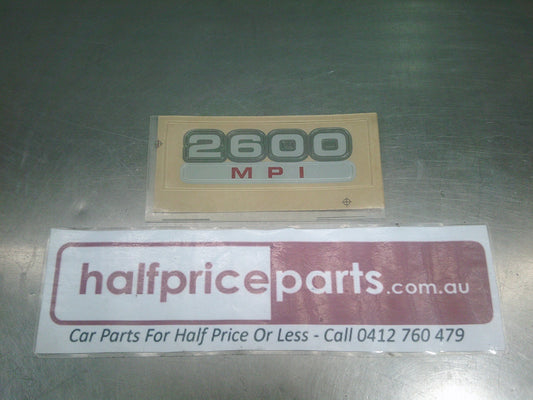 2600
MPI
halfpriceparts.com.au
Car Parts For Half Price Or Less - Call 0412 760 479